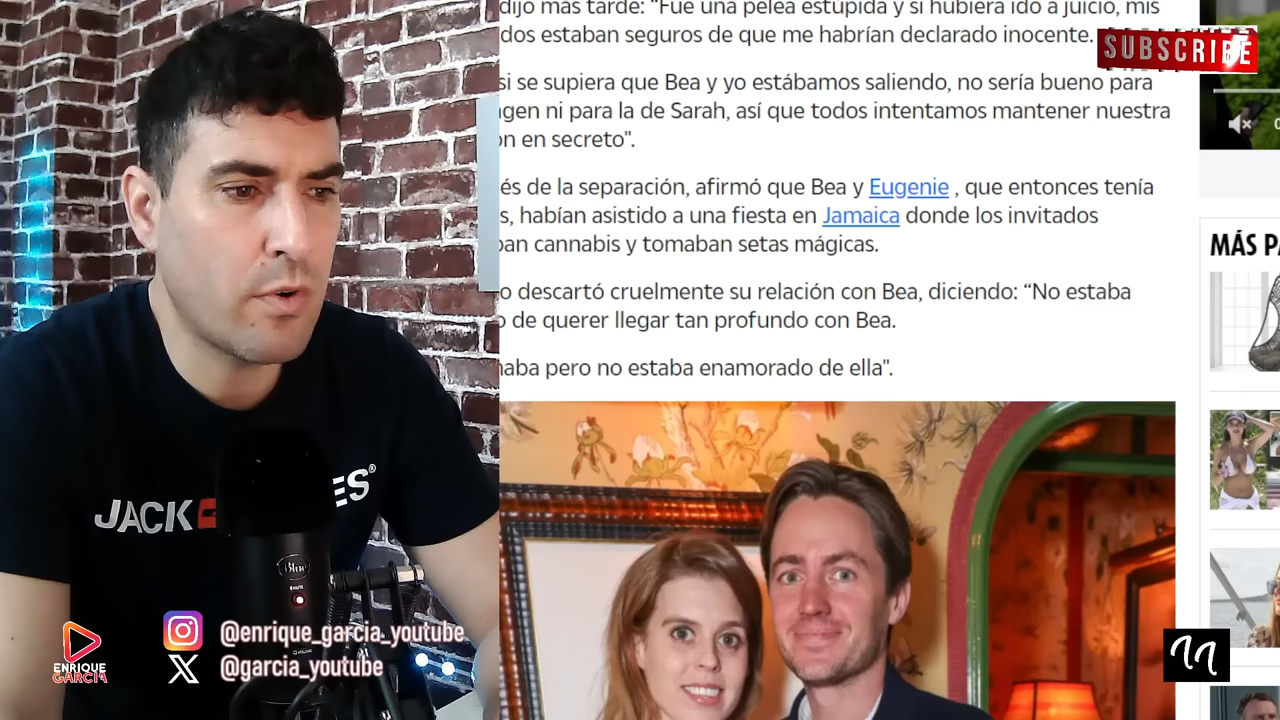 dijo más tarde: “Fue una pelea estúpida y si hubiera ido a juicio, mis
dos estaban seguros de que me habrían declarado inocente.
si se supiera que Bea y yo estábamos saliendo, no sería bueno para
gen ni para la de Sarah, así que todos intentamos mantener nuestra
ón en secreto".
és de la separación, afirmó que Bea y Eugenie , que entonces tenía
s, habían asistido a una fiesta en Jamaica donde los invitados
ban cannabis y tomaban setas mágicas.
o descartó cruelmente su relación con Bea, diciendo: “No estaba
o de querer llegar tan profundo con Bea.
maba pero no estaba enamorado de ella".
SUBSCRIBE
MÁS PA
JACK ES®
Blue
MUTE
ENRIQUE
GARCIA
@enrique_garcia_youtube
@garcia_youtube